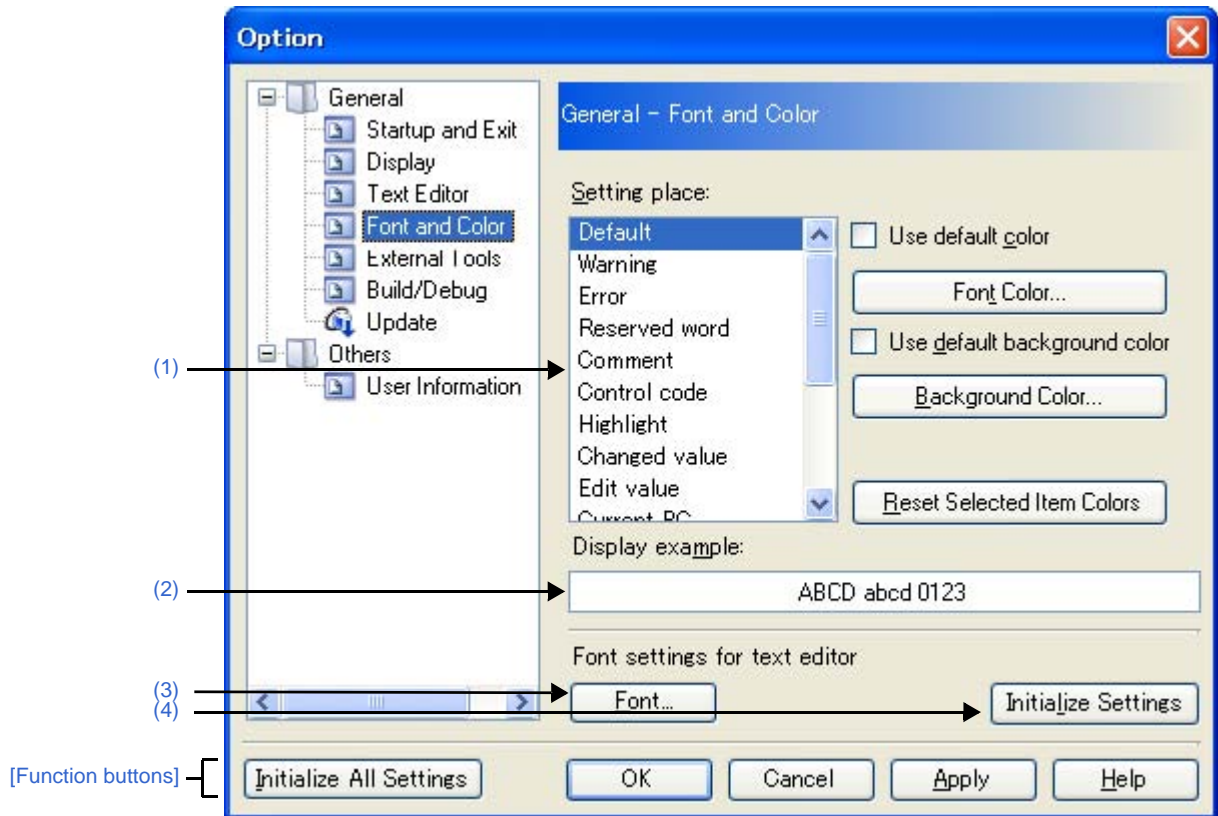 Option
General
Startup and Exit
Display
Text Editor
Font and Color
External Tools
Build/Debug
Update
Others
User Information
General - Font and Color
Setting place:
Default
Warning
Error
Reserved word
Comment
Control code
Highlight
Changed value
Edit value
Current PC
Use default color
Font Color...
Use default background color
Background Color...
Reset Selected Item Colors
Display example:
ABCD abcd 0123
Font settings for text editor
Font...
Initialize Settings
Initialize All Settings
OK
Cancel
Apply
Help
(1)
(2)
(3)
(4)
[Function buttons]